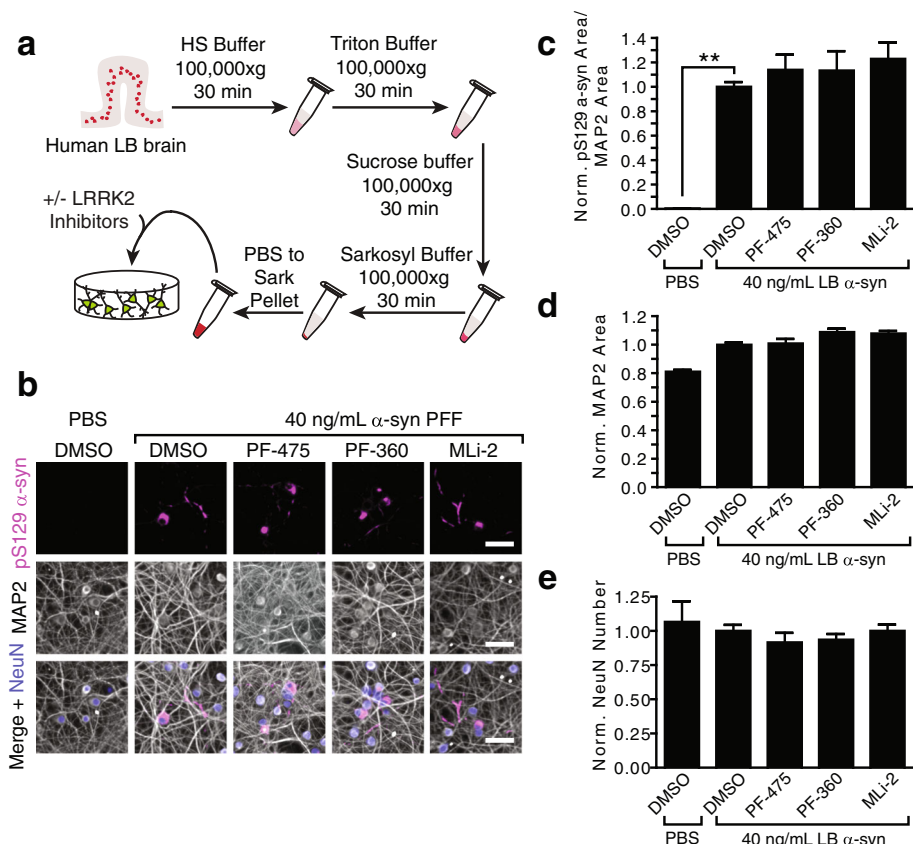 a
HS Buffer
100,000xg
30 min
Triton Buffer
100,000xg
30 min
Human LB brain
Sucrose buffer
100,000xg
30 min
+/- LRRK2
Inhibitors
PBS to
Sark
Pellet
Sarkosyl Buffer
100,000xg
30 min
b
PBS
40 ng/mL α-syn PFF
DMSO
DMSO
PF-475
PF-360
MLi-2
pS129 α-syn
MAP2
Merge + NeuN
c
Norm. pS129 a-syn Area/
MAP2 Area
1.4
1.2
1.0
0.8
0.6
0.4
0.2
0.0
**
DMSO
DMSO
PF-475
PF-360
MLi-2
PBS
40 ng/mL LB α-syn
d
Norm. MAP2 Area
1.2
1.0
0.8
0.6
0.4
0.2
0.0
DMSO
DMSO
PF-475
PF-360
MLi-2
PBS
40 ng/mL LB α-syn
e
Norm. NeuN Number
1.25
1.00
0.75
0.50
0.25
0.00
DMSO
DMSO
PF-475
PF-360
MLi-2
PBS
40 ng/mL LB α-syn